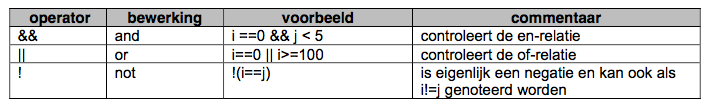 operator bewerking voorbeeld commentaar
&& and i ==0 && j < 5 controleert de en-relatie
|| or i==0 || i>=100 controleert de of-relatie
! not !(i==j) is eigenlijk een negatie en kan ook als
i!=j genoteerd worden